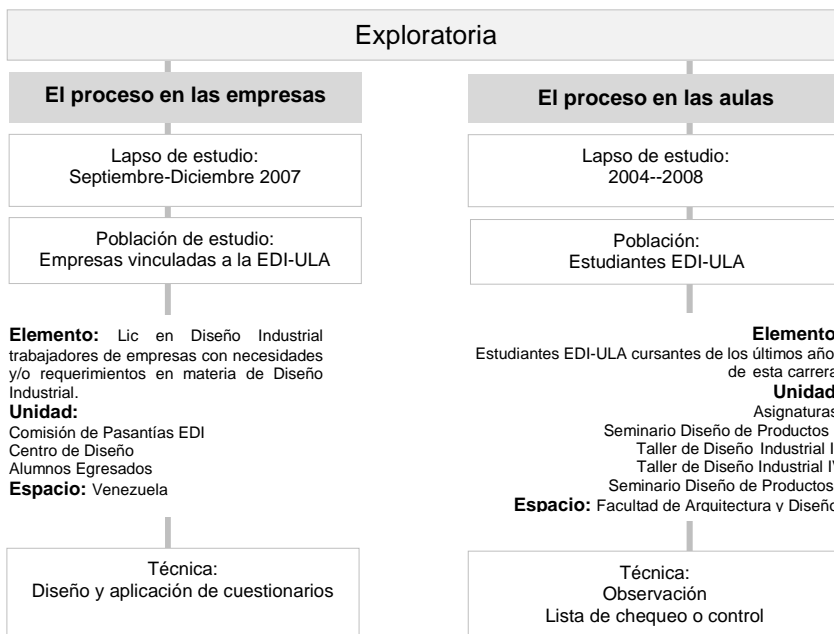 Exploratoria
El proceso en las empresas
Lapso de estudio:
Septiembre-Diciembre 2007
Población de estudio:
Empresas vinculadas a la EDI-ULA
Elemento: Lic en Diseño Industrial
trabajadores de empresas con necesidades
y/o requerimientos en materia de Diseño
Industrial.
Unidad:
Comisión de Pasantías EDI
Centro de Diseño
Alumnos Egresados
Espacio: Venezuela
Técnica:
Diseño y aplicación de cuestionarios
El proceso en las aulas
Lapso de estudio:
2004--2008
Población:
Estudiantes EDI-ULA
Elemento
Estudiantes EDI-ULA cursantes de los últimos año
de esta carrera
Unidad
Asignaturas
Seminario Diseño de Productos
Taller de Diseño Industrial I
Taller de Diseño Industrial I
Seminario Diseño de Productos
Espacio: Facultad de Arquitectura y Diseño
Técnica:
Observación
Lista de chequeo o control